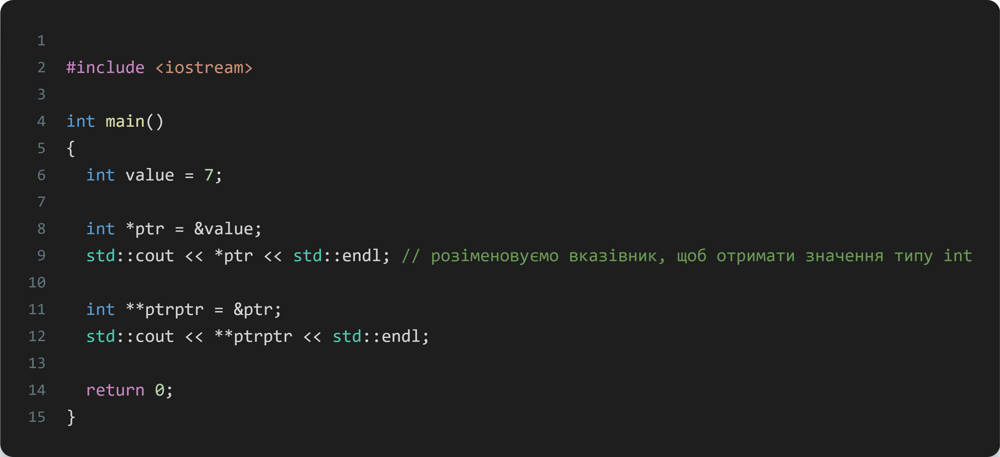 1
2 #include <iostream>
3
4 int main()
5 {
6   int value = 7;
7
8   int *ptr = &value;
9   std::cout << *ptr << std::endl; // розіменовуємо вказівник, щоб отримати значення типу int
10
11   int **ptrptr = &ptr;
12   std::cout << **ptrptr << std::endl;
13
14   return 0;
15 }